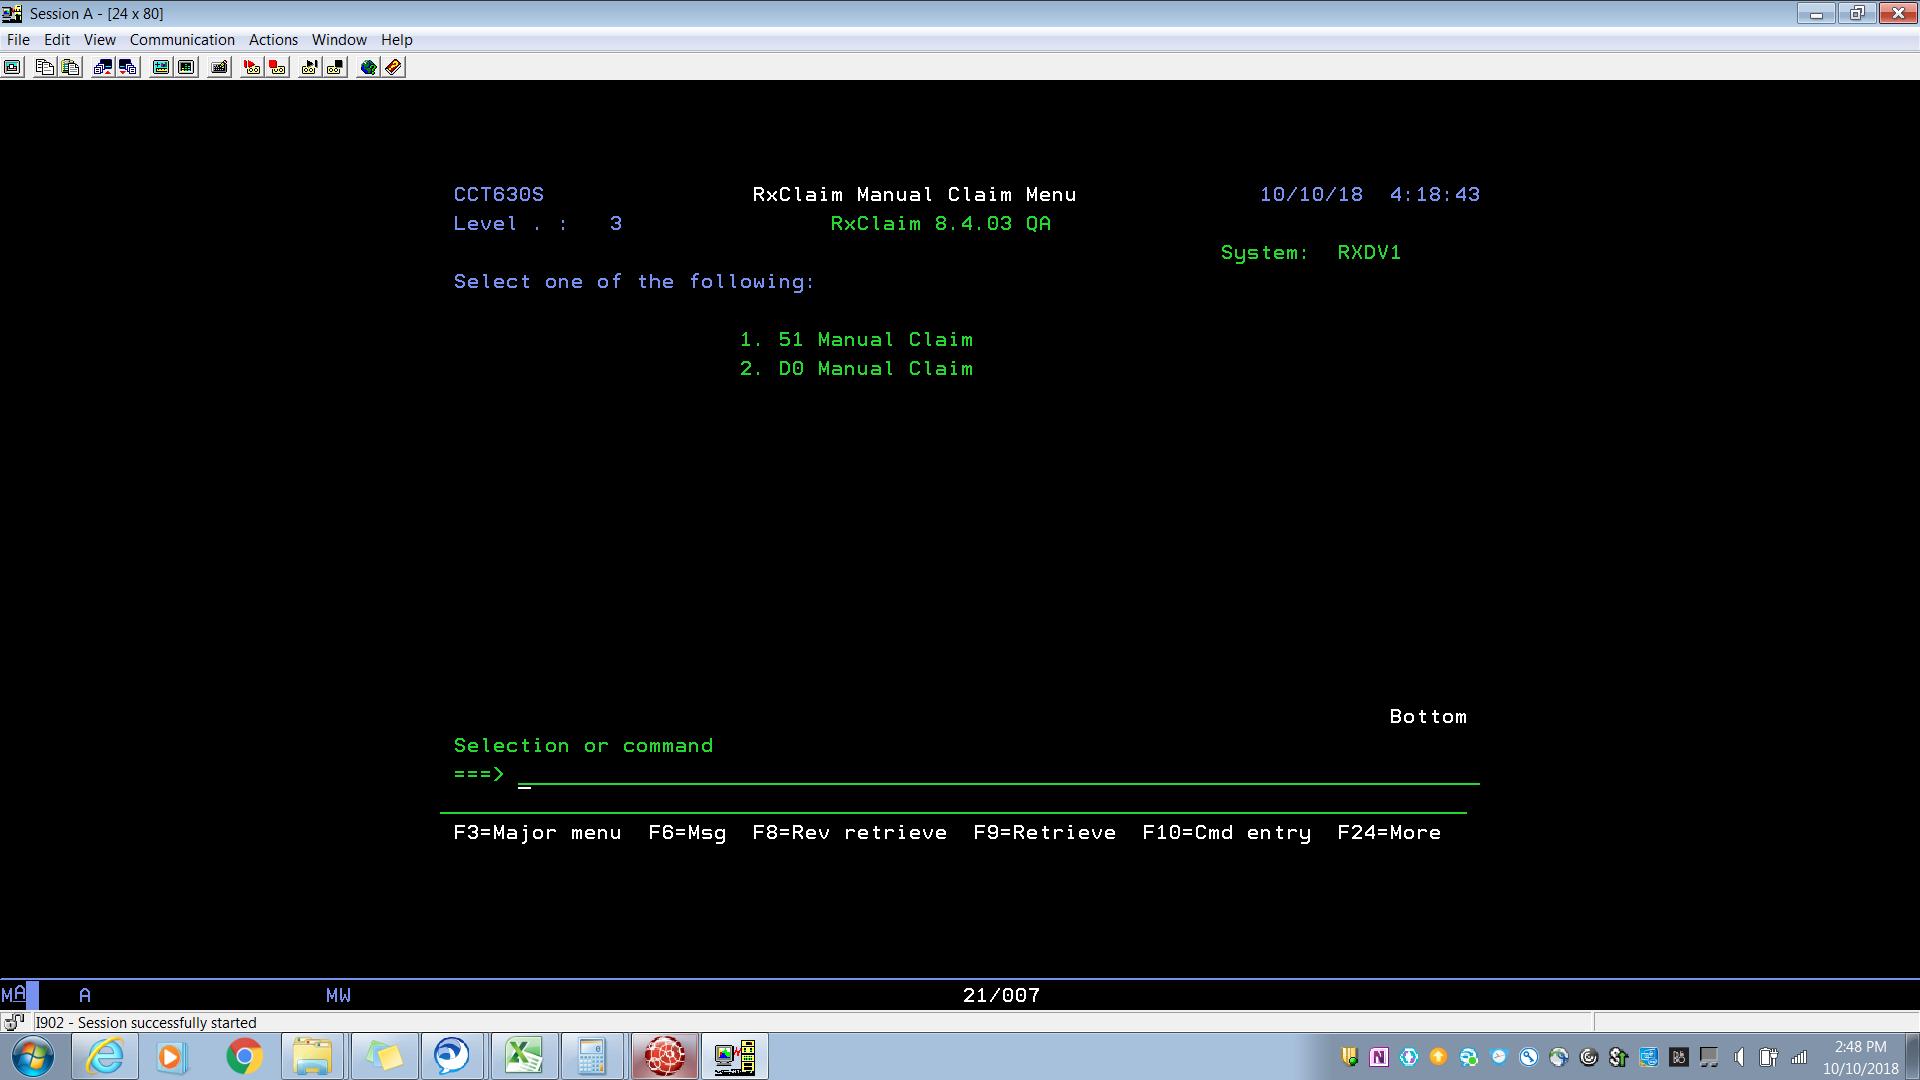 Session A - [24 x 80]
File Edit View Communication Actions Window Help
CCT630S RxClaim Manual Claim Menu 10/10/18 4:18:43
Level . : 3 RxClaim 8.4.03 QA
System: RXDV1
Select one of the following:
1. 51 Manual Claim
2. D0 Manual Claim
Bottom
Selection or command
===> _
F3=Major menu F6=Msg F8=Rev retrieve F9=Retrieve F10=Cmd entry F24=More
MA A MW 21/007
I902 - Session successfully started
2:48 PM
10/10/2018